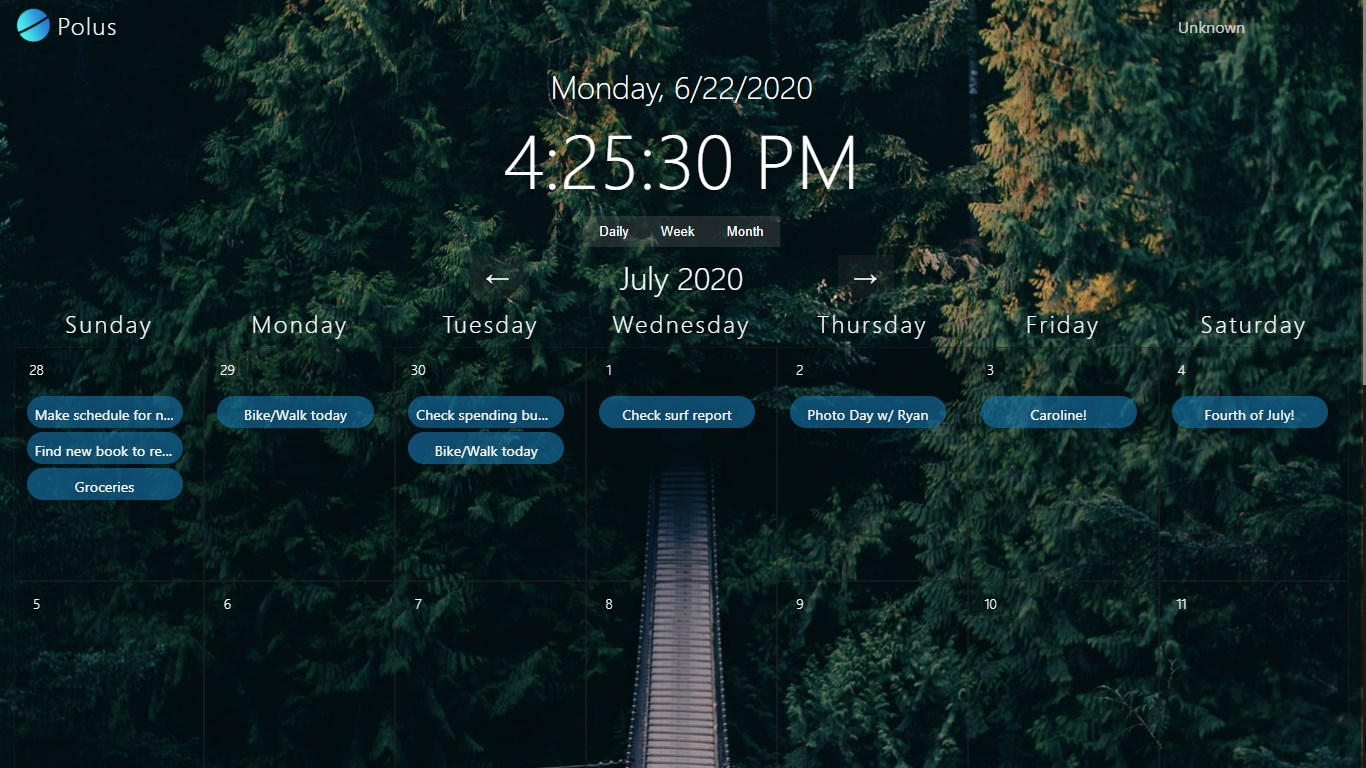 Polus
Unknown
Monday, 6/22/2020
4:25:30 PM
Daily Week Month
← July 2020 →
Sunday Monday Tuesday Wednesday Thursday Friday Saturday
28 29 30 1 2 3 4
Make schedule for n... Bike/Walk today Check spending bu... Check surf report Photo Day w/ Ryan Caroline! Fourth of July!
Find new book to re... Bike/Walk today
Groceries
5 6 7 8 9 10 11